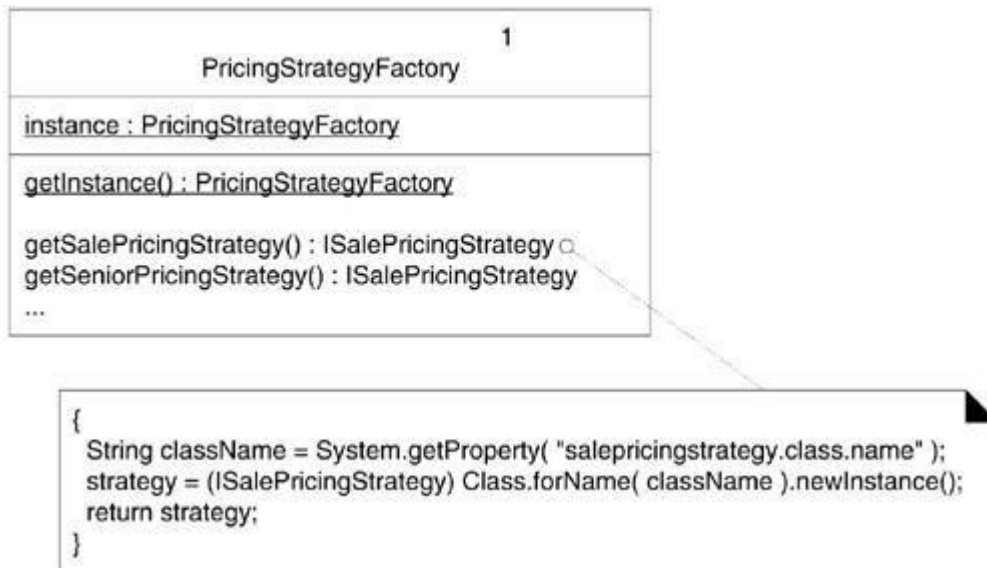 1
PricingStrategyFactory
instance : PricingStrategyFactory
getInstance() : PricingStrategyFactory
getSalePricingStrategy() : ISalePricingStrategy
getSeniorPricingStrategy() : ISalePricingStrategy
...
{
String className = System.getProperty( "salepricingstrategy.class.name" );
strategy = (ISalePricingStrategy) Class.forName( className ).newInstance();
return strategy;
}